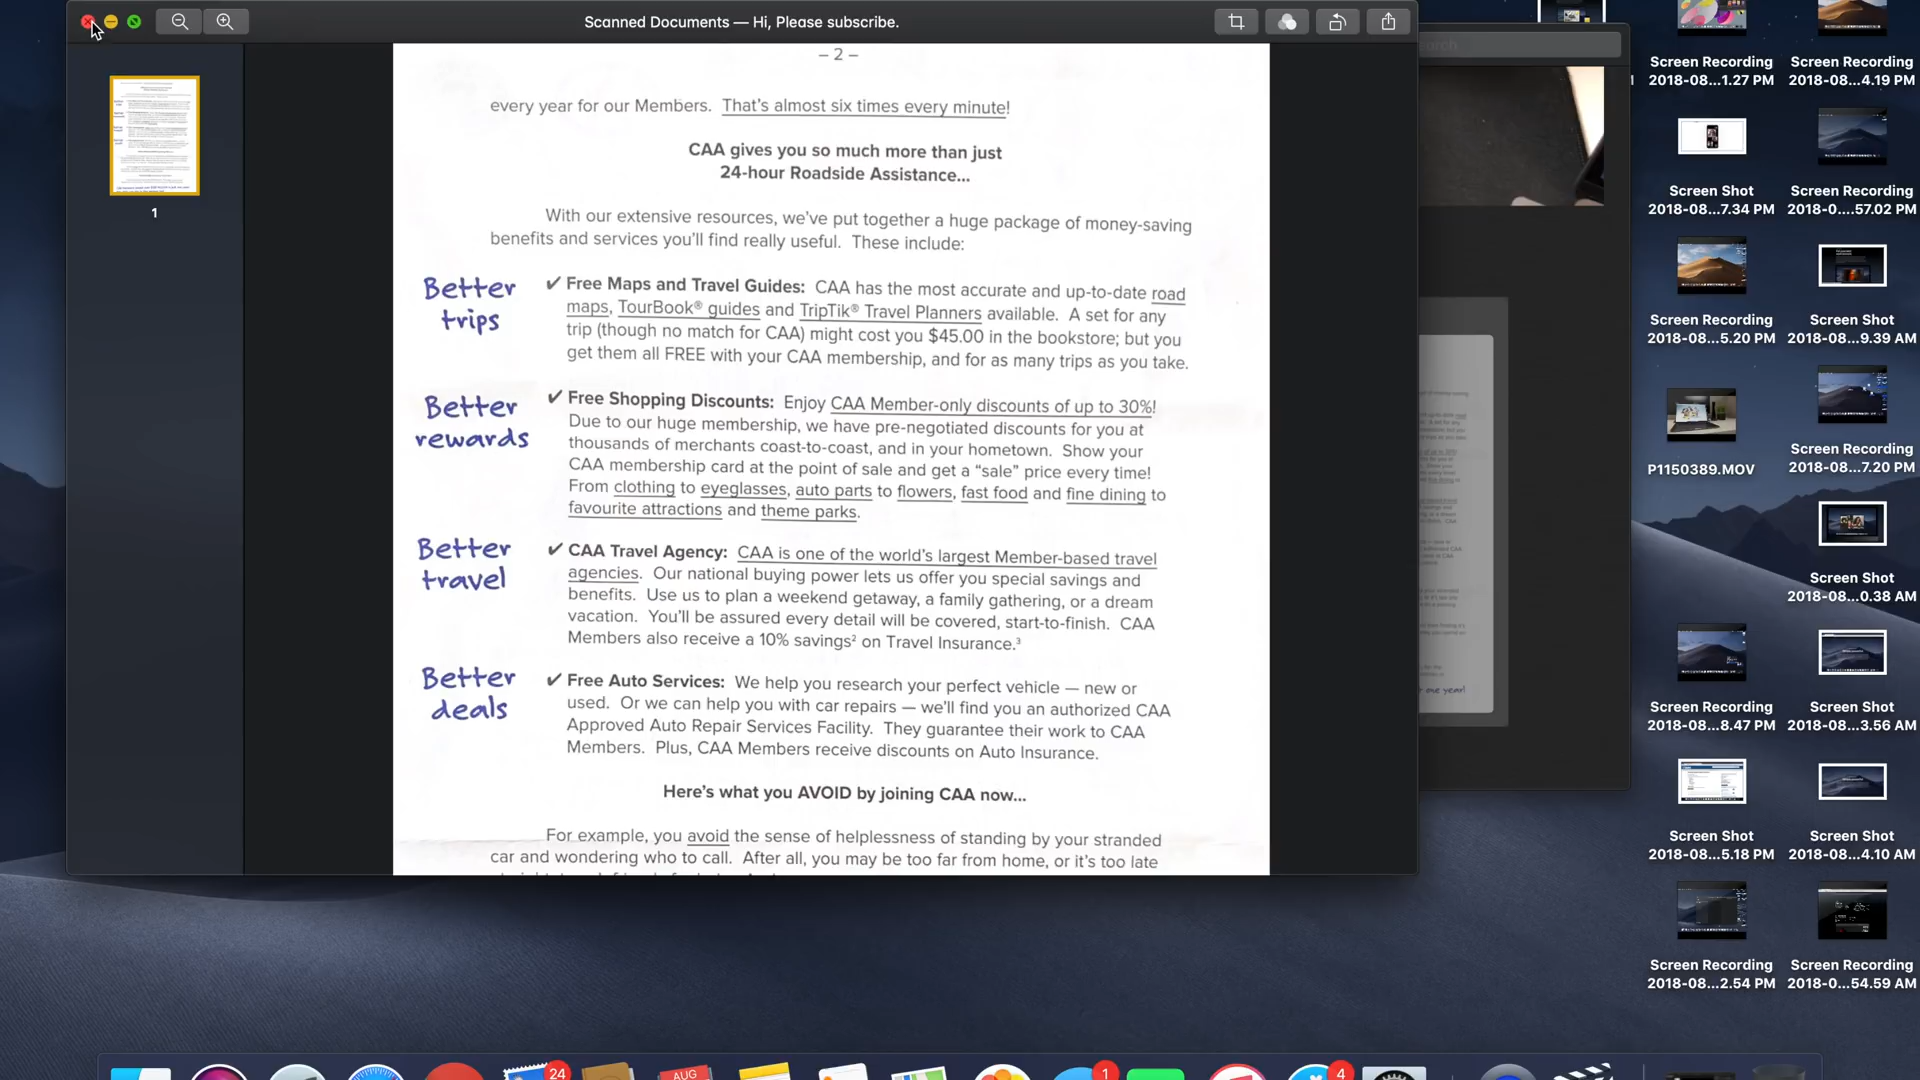 Scanned Documents — Hi, Please subscribe.
– 2 –
every year for our Members. That's almost six times every minute!
CAA gives you so much more than just
24-hour Roadside Assistance...
With our extensive resources, we've put together a huge package of money-saving
benefits and services you'll find really useful. These include:
Better
trips
✓ Free Maps and Travel Guides: CAA has the most accurate and up-to-date road
maps, TourBook® guides and TripTik® Travel Planners available. A set for any
trip (though no match for CAA) might cost you $45.00 in the bookstore; but you
get them all FREE with your CAA membership, and for as many trips as you take.
Better
rewards
✓ Free Shopping Discounts: Enjoy CAA Member-only discounts of up to 30%!
Due to our huge membership, we have pre-negotiated discounts for you at
thousands of merchants coast-to-coast, and in your hometown. Show your
CAA membership card at the point of sale and get a "sale" price every time!
From clothing to eyeglasses, auto parts to flowers, fast food and fine dining to
favourite attractions and theme parks.
Better
travel
✓ CAA Travel Agency: CAA is one of the world's largest Member-based travel
agencies. Our national buying power lets us offer you special savings and
benefits. Use us to plan a weekend getaway, a family gathering, or a dream
vacation. You'll be assured every detail will be covered, start-to-finish. CAA
Members also receive a 10% savings² on Travel Insurance.³
Better
deals
✓ Free Auto Services: We help you research your perfect vehicle — new or
used. Or we can help you with car repairs — we'll find you an authorized CAA
Approved Auto Repair Services Facility. They guarantee their work to CAA
Members. Plus, CAA Members receive discounts on Auto Insurance.
Here's what you AVOID by joining CAA now...
For example, you avoid the sense of helplessness of standing by your stranded
car and wondering who to call. After all, you may be too far from home, or it's too late
1
one year!
Screen Recording
2018-08...1.27 PM
Screen Recording
2018-08...4.19 PM
Screen Shot
2018-08...7.34 PM
Screen Recording
2018-0....57.02 PM
Screen Recording
2018-08...5.20 PM
Screen Shot
2018-08...9.39 AM
P1150389.MOV
Screen Recording
2018-08...7.20 PM
Screen Shot
2018-08...0.38 AM
Screen Recording
2018-08...8.47 PM
Screen Shot
2018-08...3.56 AM
Screen Shot
2018-08...5.18 PM
Screen Shot
2018-08...4.10 AM
Screen Recording
2018-08...2.54 PM
Screen Recording
2018-0...54.59 AM
24
AUG
1
4